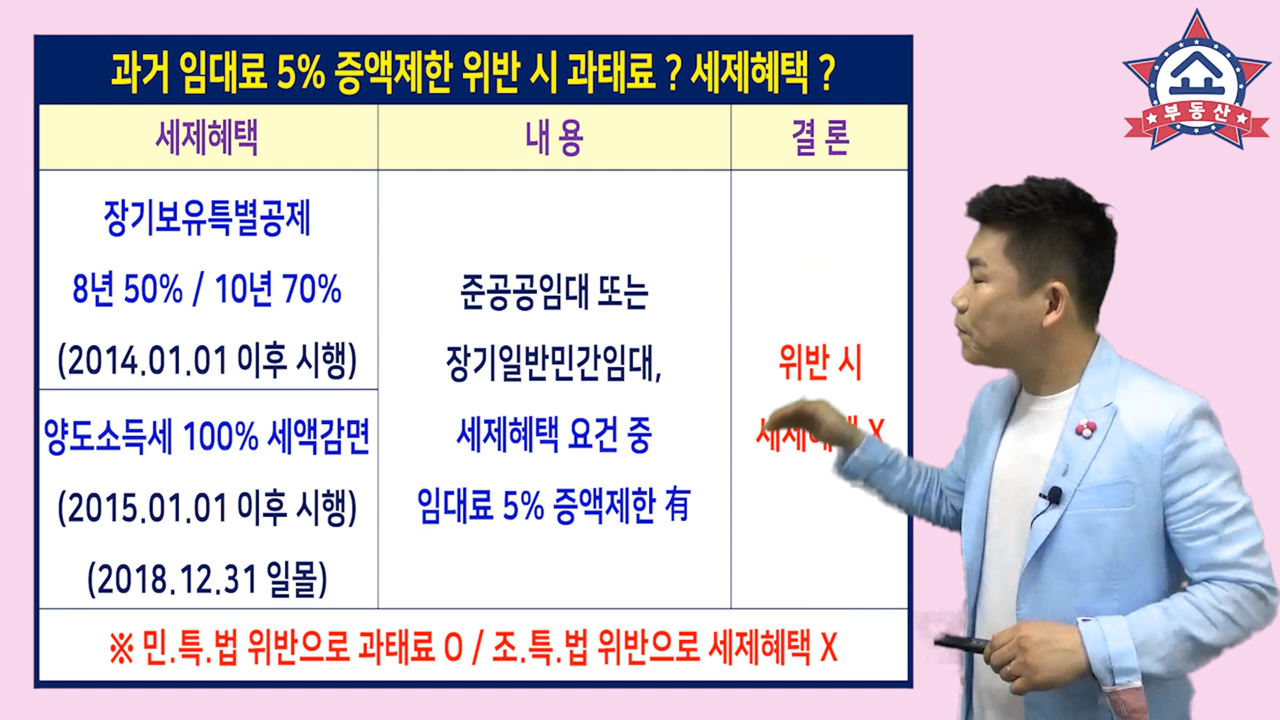 과거 임대료 5% 증액제한 위반 시 과태료 ? 세제혜택 ?
세제혜택
내 용
결 론
장기보유특별공제
8년 50% / 10년 70%
(2014.01.01 이후 시행)
양도소득세 100% 세액감면
(2015.01.01 이후 시행)
(2018.12.31 일몰)
준공공임대 또는
장기일반민간임대,
세제혜택 요건 중
임대료 5% 증액제한 有
위반 시
세제혜택 X
※ 민.특.법 위반으로 과태료 O / 조.특.법 위반으로 세제혜택 X
쇼
부동산